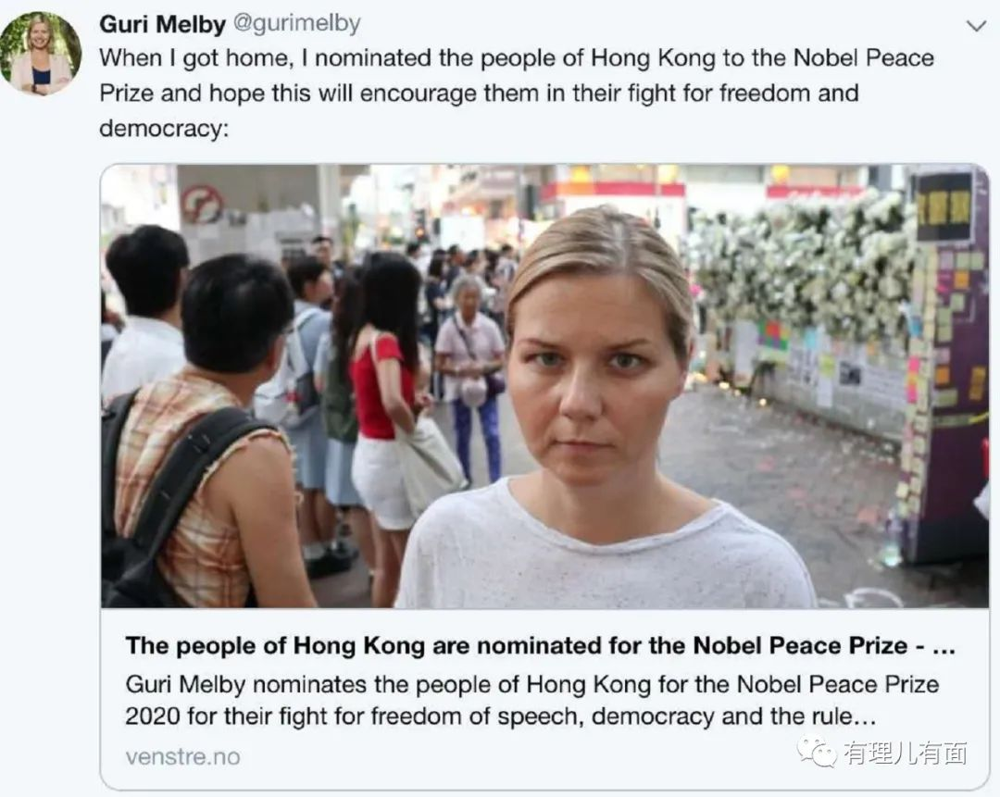 Guri Melby @gurimelby
When I got home, I nominated the people of Hong Kong to the Nobel Peace
Prize and hope this will encourage them in their fight for freedom and
democracy:
The people of Hong Kong are nominated for the Nobel Peace Prize - ...
Guri Melby nominates the people of Hong Kong for the Nobel Peace Prize
2020 for their fight for freedom of speech, democracy and the rule...
venstre.no
有理儿有面